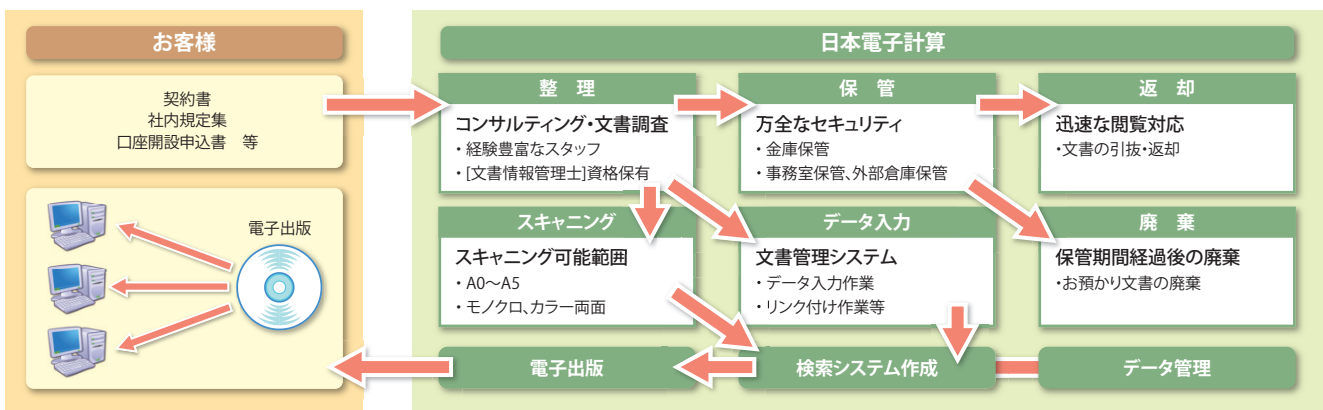 お客様
契約書
社内規定集
口座開設申込書　等
電子出版
日本電子計算
整　理
コンサルティング・文書調査
・経験豊富なスタッフ
・[文書情報管理士]資格保有
保　管
万全なセキュリティ
・金庫保管
・事務室保管、外部倉庫保管
返　却
迅速な閲覧対応
・文書の引抜・返却
スキャニング
スキャニング可能範囲
・A0～A5
・モノクロ、カラー両面
データ入力
文書管理システム
・データ入力作業
・リンク付け作業等
廃　棄
保管期間経過後の廃棄
・お預かり文書の廃棄
電子出版
検索システム作成
データ管理